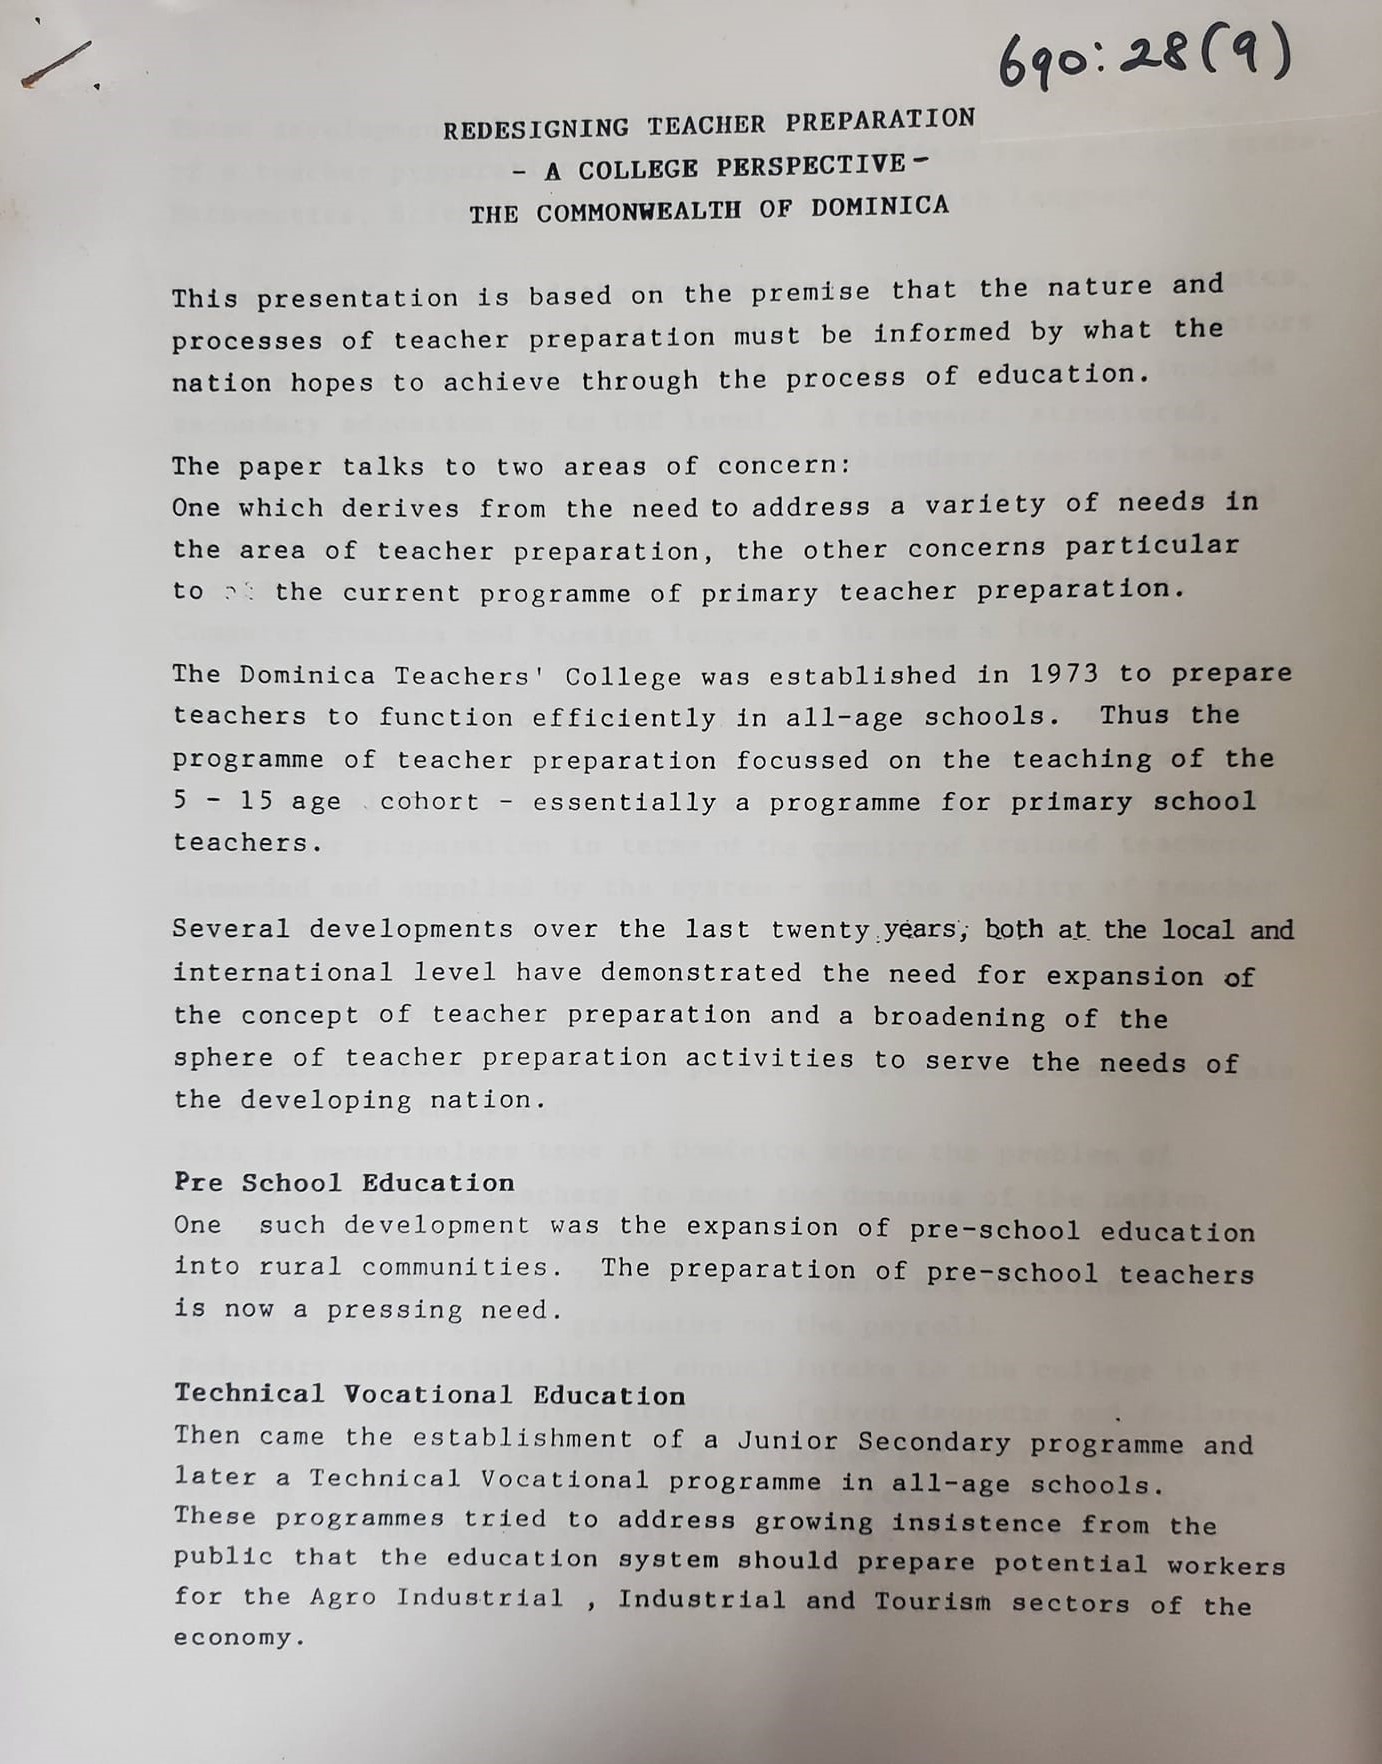 690:28(9)
REDESIGNING TEACHER PREPARATION
- A COLLEGE PERSPECTIVE -
THE COMMONWEALTH OF DOMINICA
This presentation is based on the premise that the nature and
processes of teacher preparation must be informed by what the
nation hopes to achieve through the process of education.
The paper talks to two areas of concern:
One which derives from the need to address a variety of needs in
the area of teacher preparation, the other concerns particular
to the current programme of primary teacher preparation.
The Dominica Teachers' College was established in 1973 to prepare
teachers to function efficiently in all-age schools. Thus the
programme of teacher preparation focussed on the teaching of the
5 - 15 age cohort - essentially a programme for primary school
teachers.
Several developments over the last twenty years, both at the local and
international level have demonstrated the need for expansion of
the concept of teacher preparation and a broadening of the
sphere of teacher preparation activities to serve the needs of
the developing nation.
Pre School Education
One such development was the expansion of pre-school education
into rural communities. The preparation of pre-school teachers
is now a pressing need.
Technical Vocational Education
Then came the establishment of a Junior Secondary programme and
later a Technical Vocational programme in all-age schools.
These programmes tried to address growing insistence from the
public that the education system should prepare potential workers
for the Agro Industrial , Industrial and Tourism sectors of the
economy.